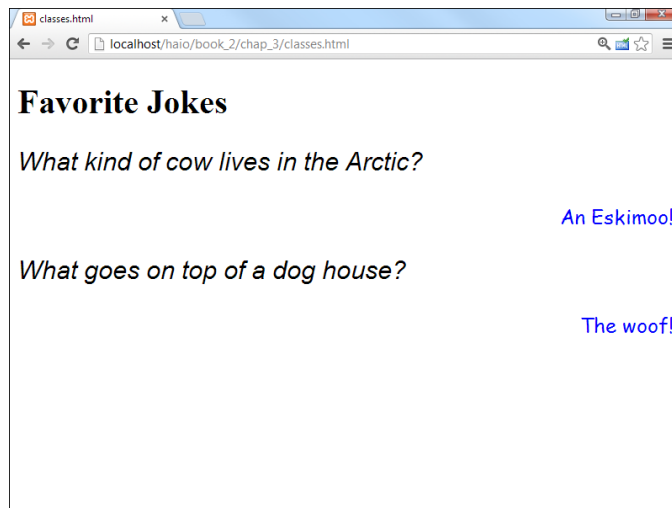 classes.html
localhost/haio/book_2/chap_3/classes.html
Favorite Jokes
What kind of cow lives in the Arctic?
An Eskimoo!
What goes on top of a dog house?
The woof!